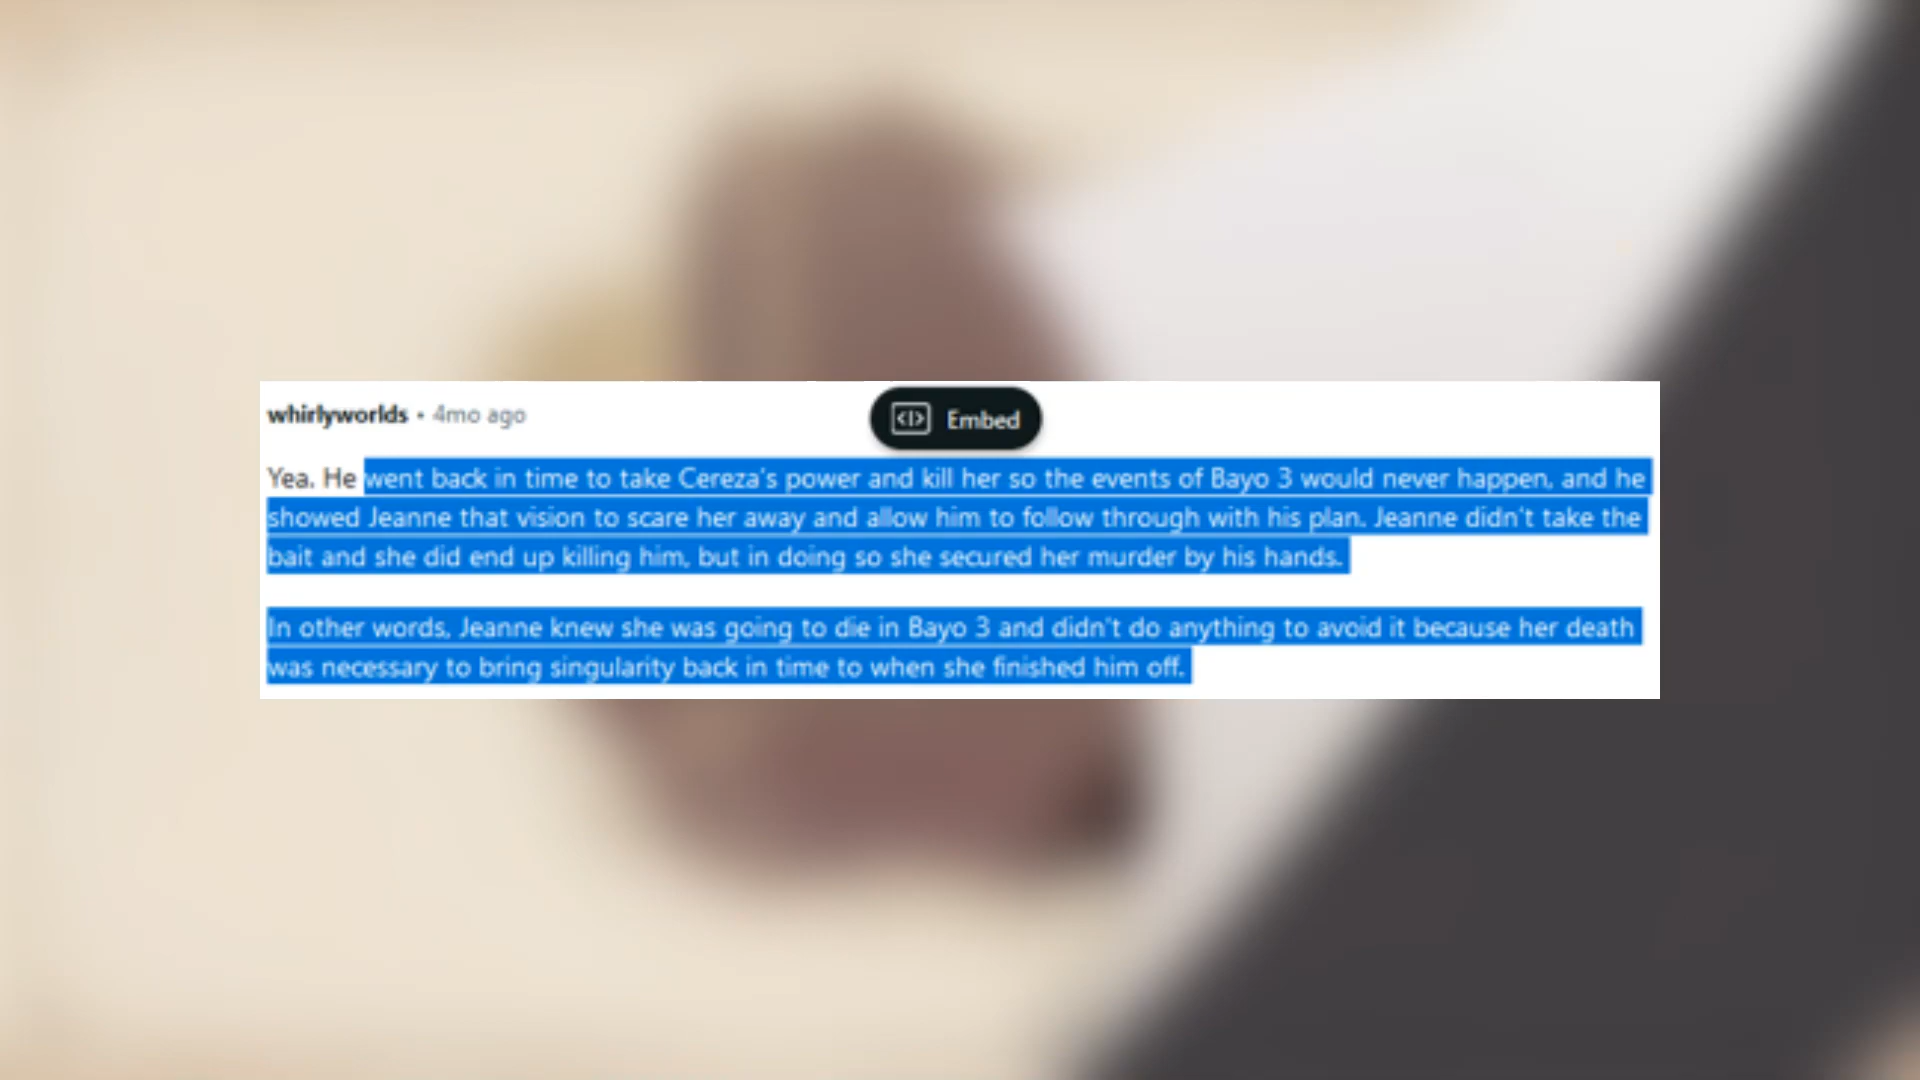 whirlyworlds • 4mo ago
Embed
Yea. He went back in time to take Cereza's power and kill her so the events of Bayo 3 would never happen, and he
showed Jeanne that vision to scare her away and allow him to follow through with his plan. Jeanne didn't take the
bait and she did end up killing him, but in doing so she secured her murder by his hands.
In other words, Jeanne knew she was going to die in Bayo 3 and didn't do anything to avoid it because her death
was necessary to bring singularity back in time to when she finished him off.